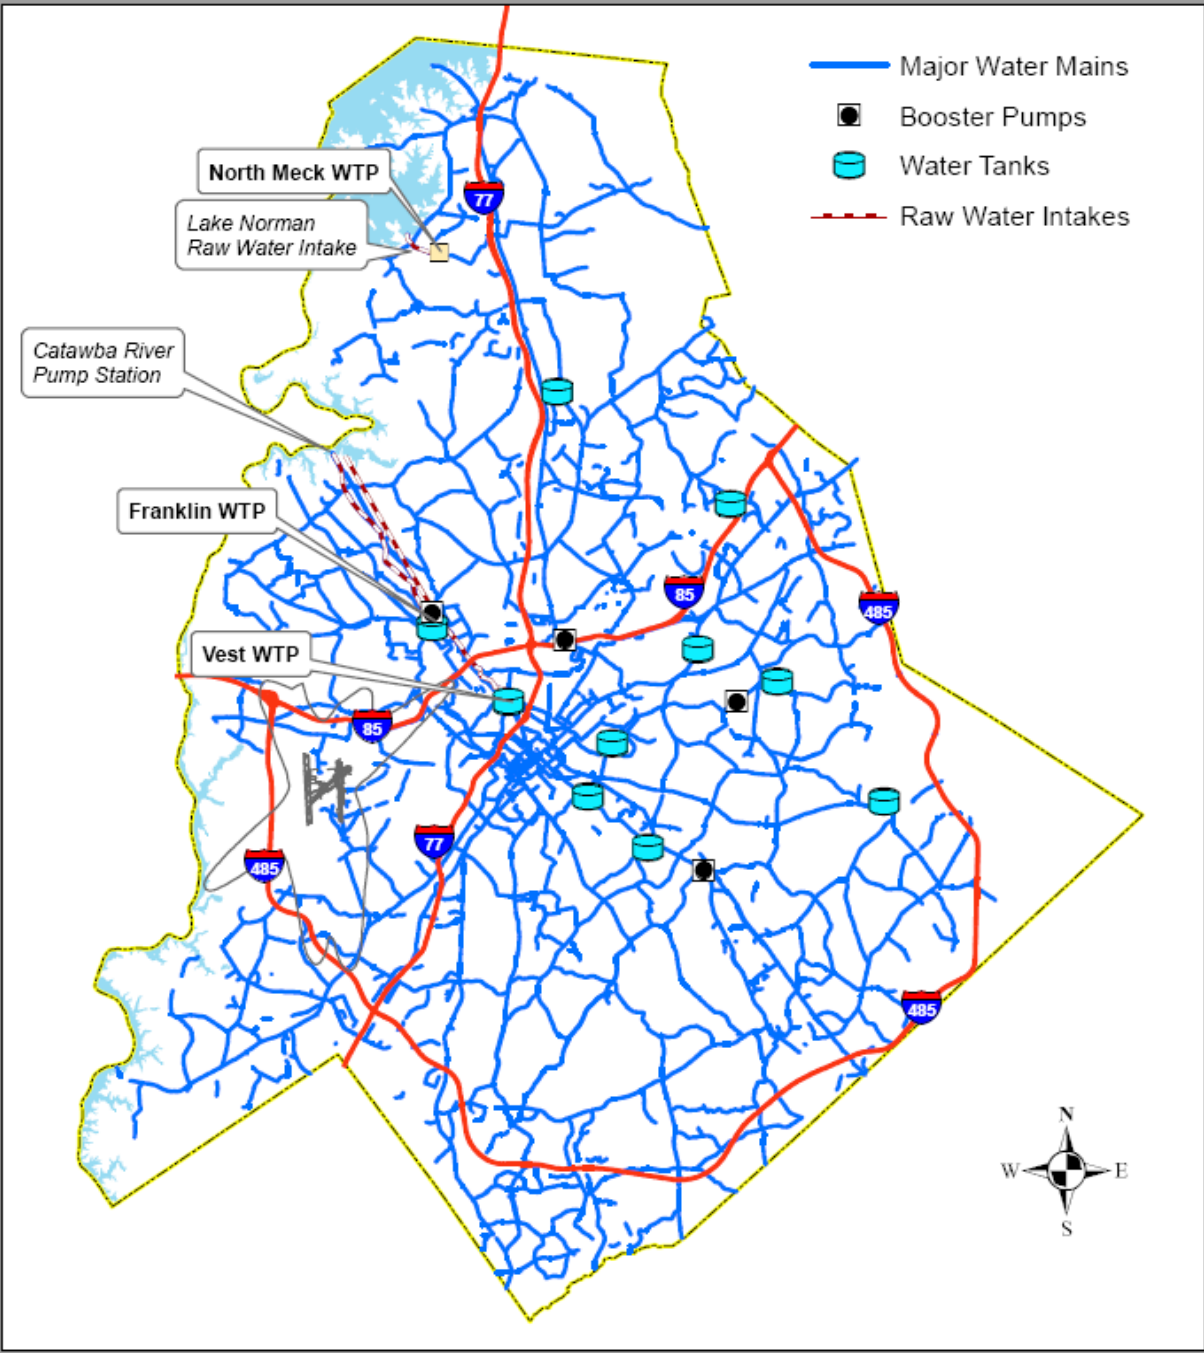 Major Water Mains
Booster Pumps
Water Tanks
Raw Water Intakes
North Meck WTP
77
Lake Norman
Raw Water Intake
Catawba River
Pump Station
Franklin WTP
85
485
Vest WTP
85
77
485
485
N
W
E
S